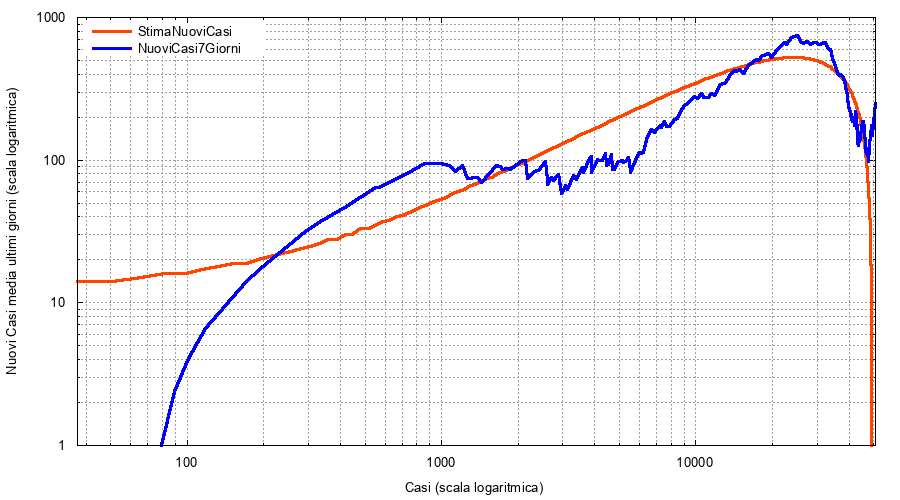 1000
100
10
1
StimaNuoviCasi
NuoviCasi7Giorni
Nuovi Casi media ultimi giorni (scala logaritmica)
100
1000
10000
Casi (scala logaritmica)